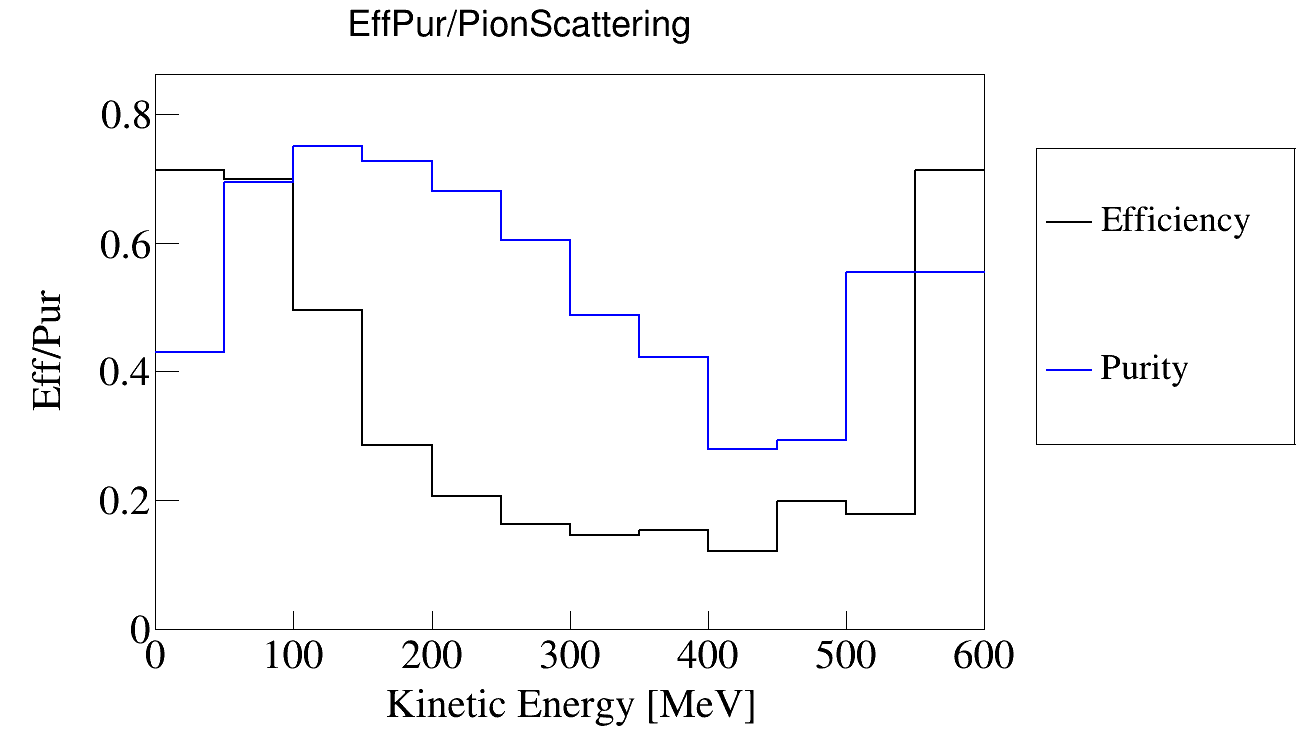 EffPur/PionScattering
0.8
0.6
0.4
0.2
0
Eff/Pur
0 100 200 300 400 500 600
Kinetic Energy [MeV]
Efficiency
Purity